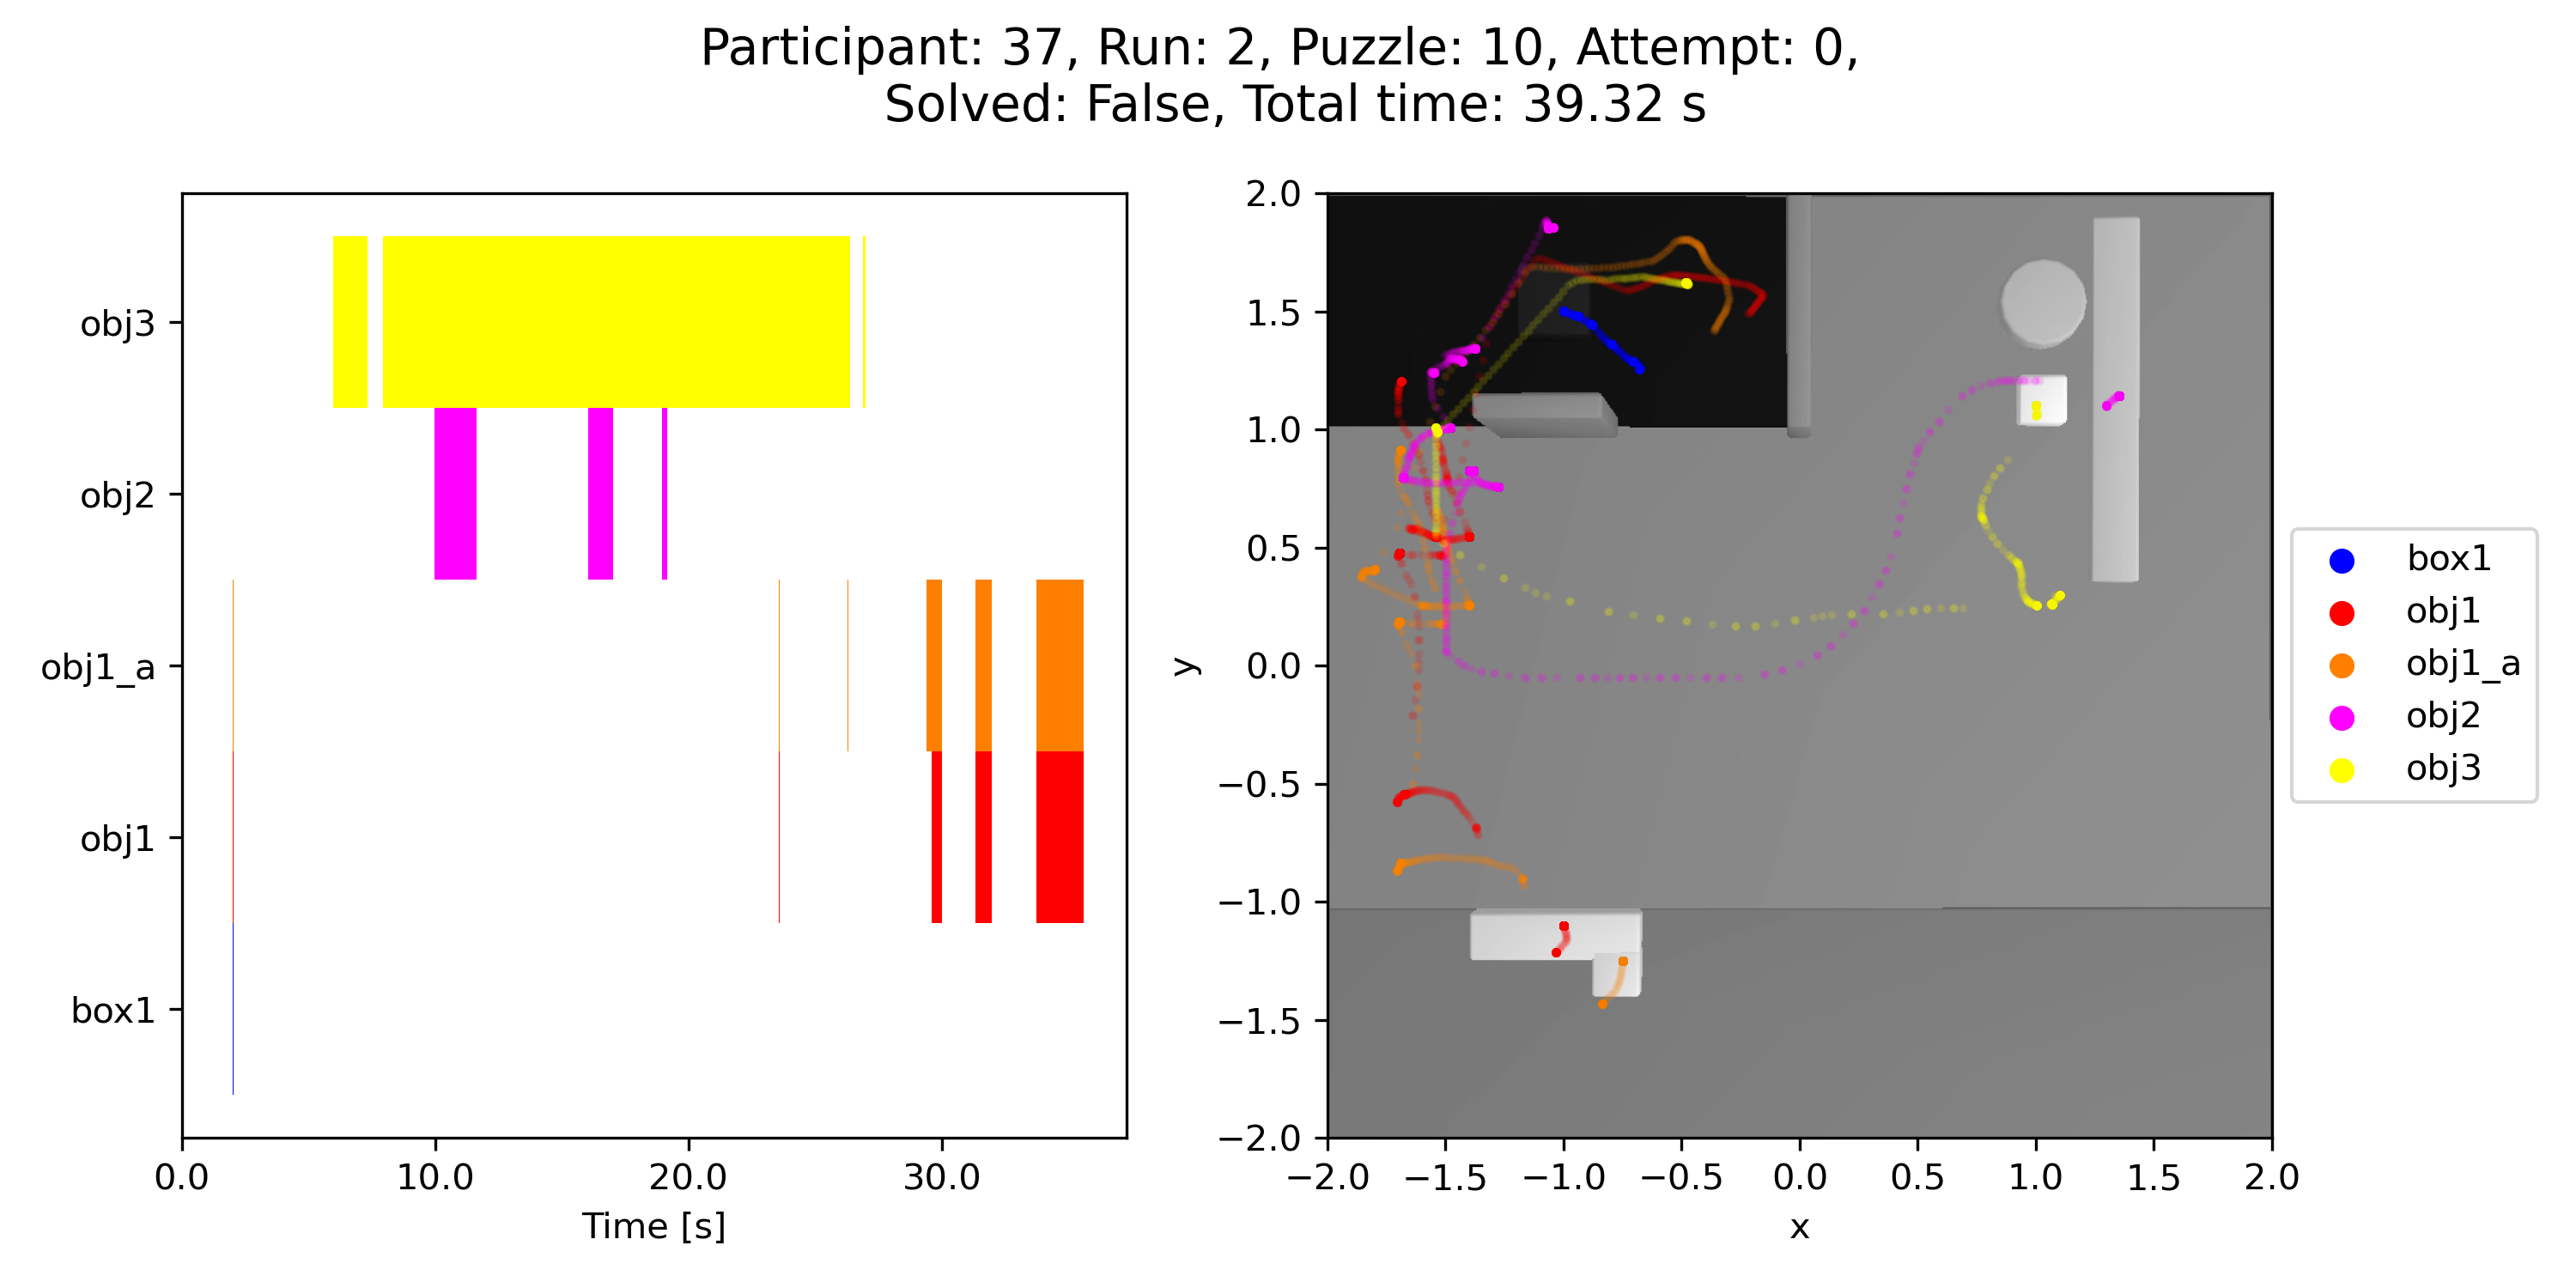 Participant: 37, Run: 2, Puzzle: 10, Attempt: 0,
Solved: False, Total time: 39.32 s
obj3
obj2
obj1_a
obj1
box1
0.0 10.0 20.0 30.0
Time [s]
2.0
1.5
1.0
0.5
0.0
−0.5
−1.0
−1.5
−2.0
y
−2.0 −1.5 −1.0 −0.5 0.0 0.5 1.0 1.5 2.0
x
box1
obj1
obj1_a
obj2
obj3